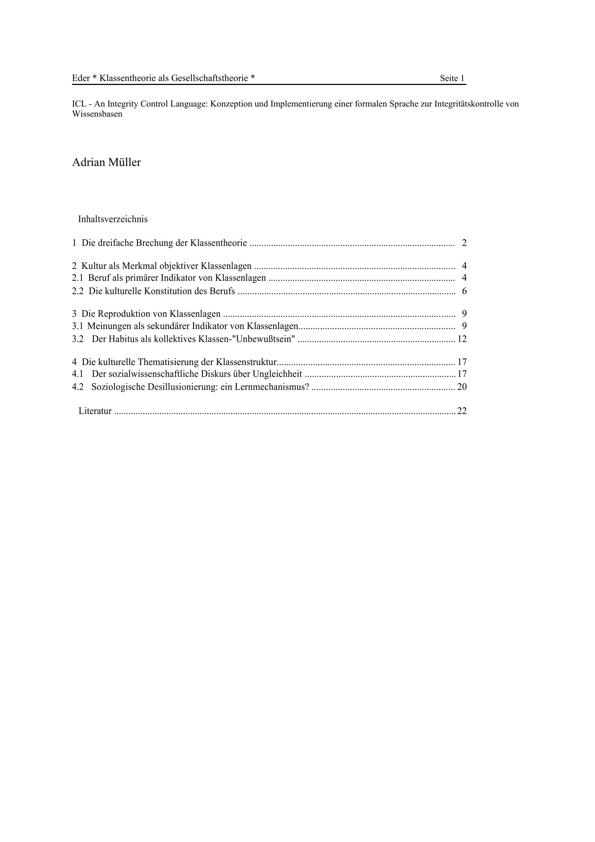 Eder * Klassentheorie als Gesellschaftstheorie * Seite 1
ICL - An Integrity Control Language: Konzeption und Implementierung einer formalen Sprache zur Integritätskontrolle von
Wissensbasen
Adrian Müller
Inhaltsverzeichnis
1 Die dreifache Brechung der Klassentheorie .................................................................................. 2
2 Kultur als Merkmal objektiver Klassenlagen ................................................................................ 4
2.1 Beruf als primärer Indikator von Klassenlagen .......................................................................... 4
2.2 Die kulturelle Konstitution des Berufs ...................................................................................... 6
3 Die Reproduktion von Klassenlagen ............................................................................................ 9
3.1 Meinungen als sekundärer Indikator von Klassenlagen............................................................... 9
3.2 Der Habitus als kollektives Klassen-"Unbewußtsein" ............................................................... 12
4 Die kulturelle Thematisierung der Klassenstruktur....................................................................... 17
4.1 Der sozialwissenschaftliche Diskurs über Ungleichheit ............................................................ 17
4.2 Soziologische Desillusionierung: ein Lernmechanismus? ......................................................... 20
Literatur ......................................................................................................................................... 22